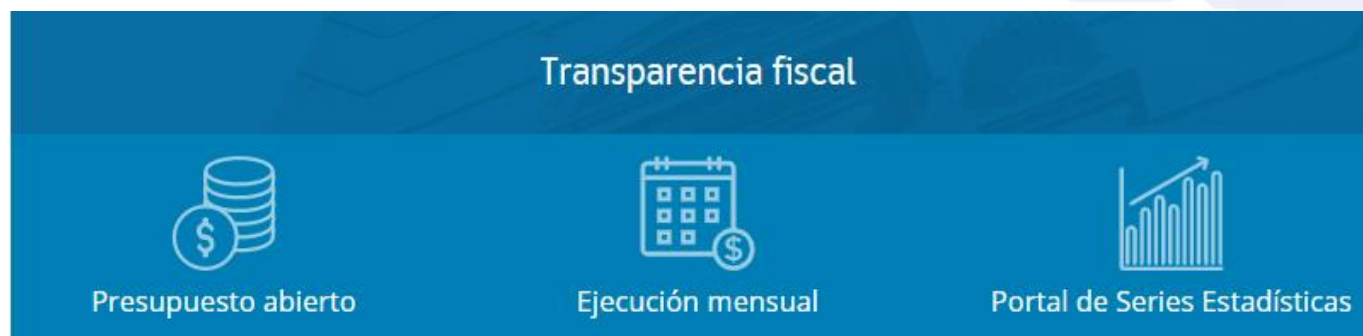 Transparencia fiscal
$
$
Presupuesto abierto
Ejecución mensual
Portal de Series Estadísticas